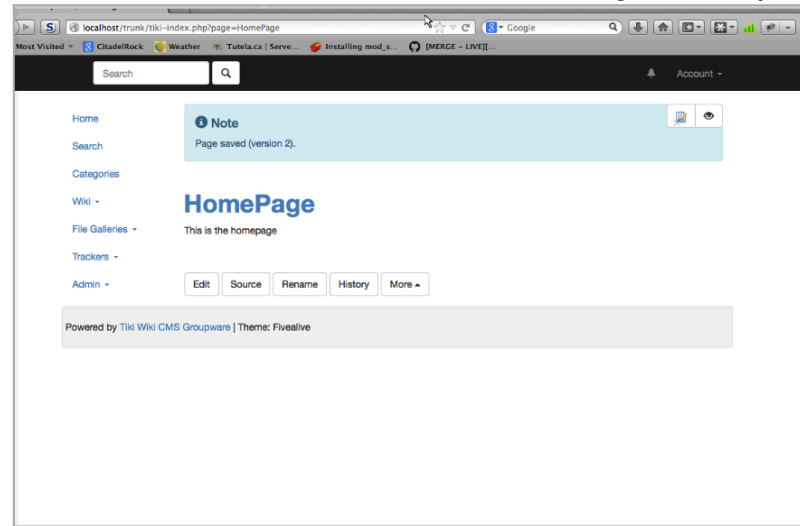 localhost/trunk/tiki-index.php?page=HomePage
Google
Most Visited
CitadelRock
Weather
Tutela.ca | Serve...
Installing mod_s...
[MERGE – LIVE][...
Search
Account
Home
Search
Categories
Wiki
File Galleries
Trackers
Admin
Note
Page saved (version 2).
HomePage
This is the homepage
Edit
Source
Rename
History
More
Powered by Tiki Wiki CMS Groupware | Theme: Fivealive